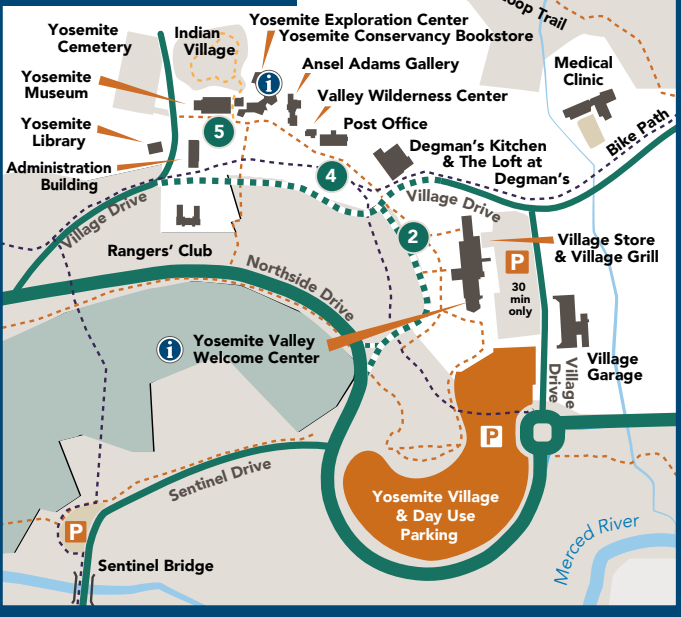 Loop Trail
Yosemite Exploration Center
Yosemite Conservancy Bookstore
Yosemite
Cemetery
Indian
Village
i
Ansel Adams Gallery
Medical
Clinic
Yosemite
Museum
Valley Wilderness Center
Post Office
Bike Path
Yosemite
Library
5
Degman's Kitchen
& The Loft at
Degman's
Administration
Building
4
Village Drive
Village Drive
2
Rangers' Club
Village Store
& Village Grill
P
30
min
only
Northside Drive
i
Yosemite Valley
Welcome Center
Village
Garage
Village
Drive
P
Sentinel Drive
Yosemite Village
& Day Use
Parking
P
Merced River
Sentinel Bridge